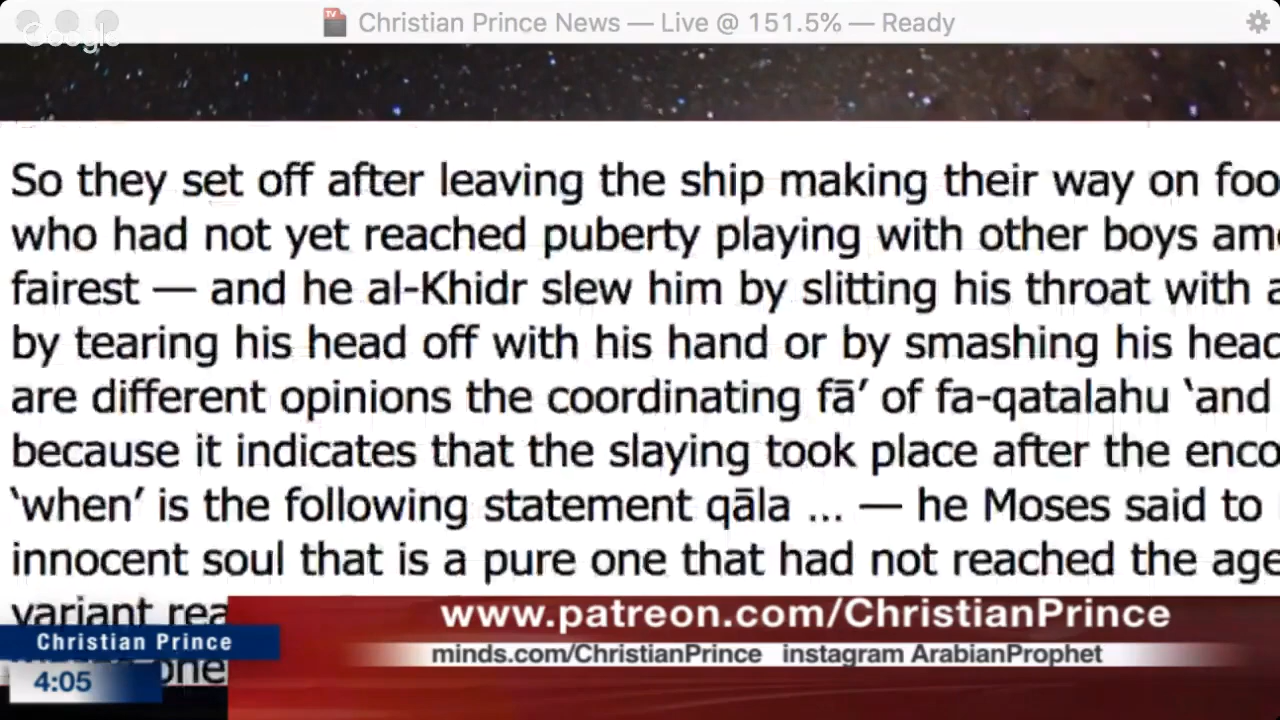 Christian Prince News — Live @ 151.5% — Ready
Google
So they set off after leaving the ship making their way on foo
who had not yet reached puberty playing with other boys am
fairest — and he al-Khidr slew him by slitting his throat with a
by tearing his head off with his hand or by smashing his head
are different opinions the coordinating fā’ of fa-qatalahu ‘and
because it indicates that the slaying took place after the enco
‘when’ is the following statement qāla ... — he Moses said to
innocent soul that is a pure one that had not reached the age
variant rea
one
www.patreon.com/ChristianPrince
Christian Prince
minds.com/ChristianPrince instagram ArabianProphet
4:05